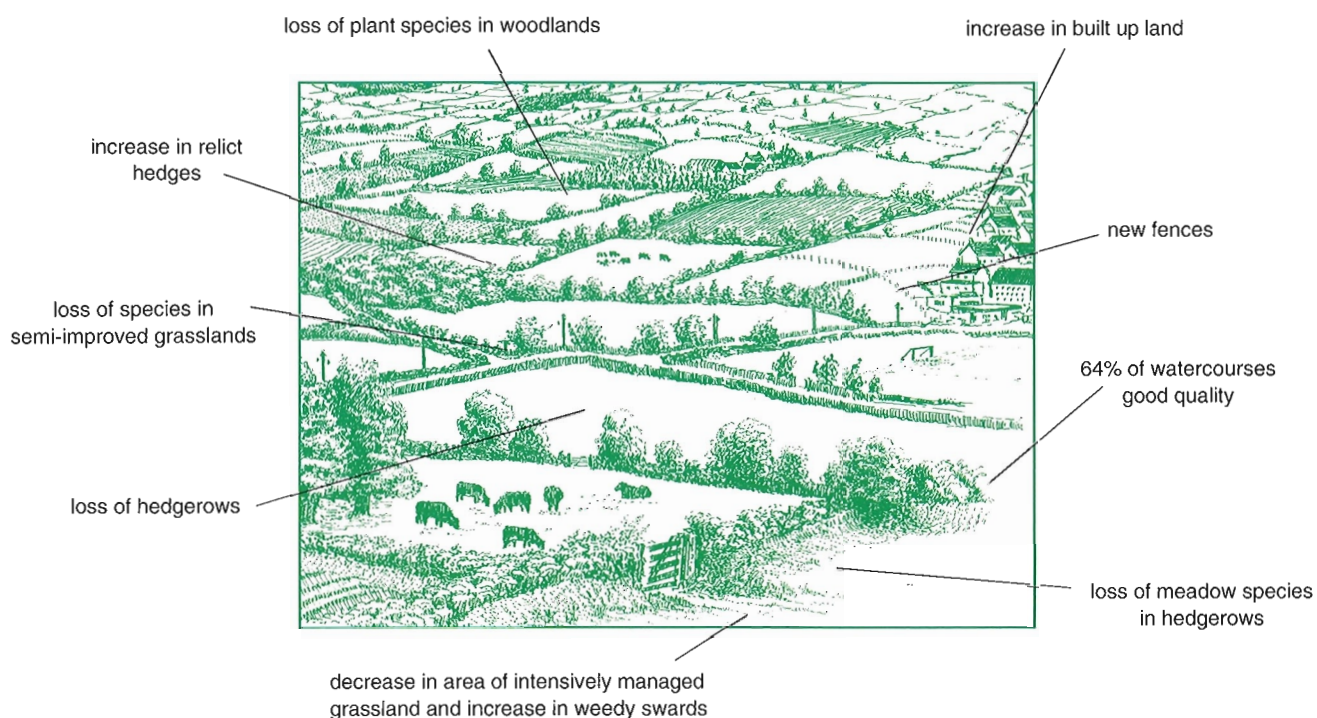 loss of plant species in woodlands
increase in built up land
increase in relict
hedges
new fences
loss of species in
semi-improved grasslands
64% of watercourses
good quality
loss of hedgerows
loss of meadow species
in hedgerows
decrease in area of intensively managed
grassland and increase in weedy swards